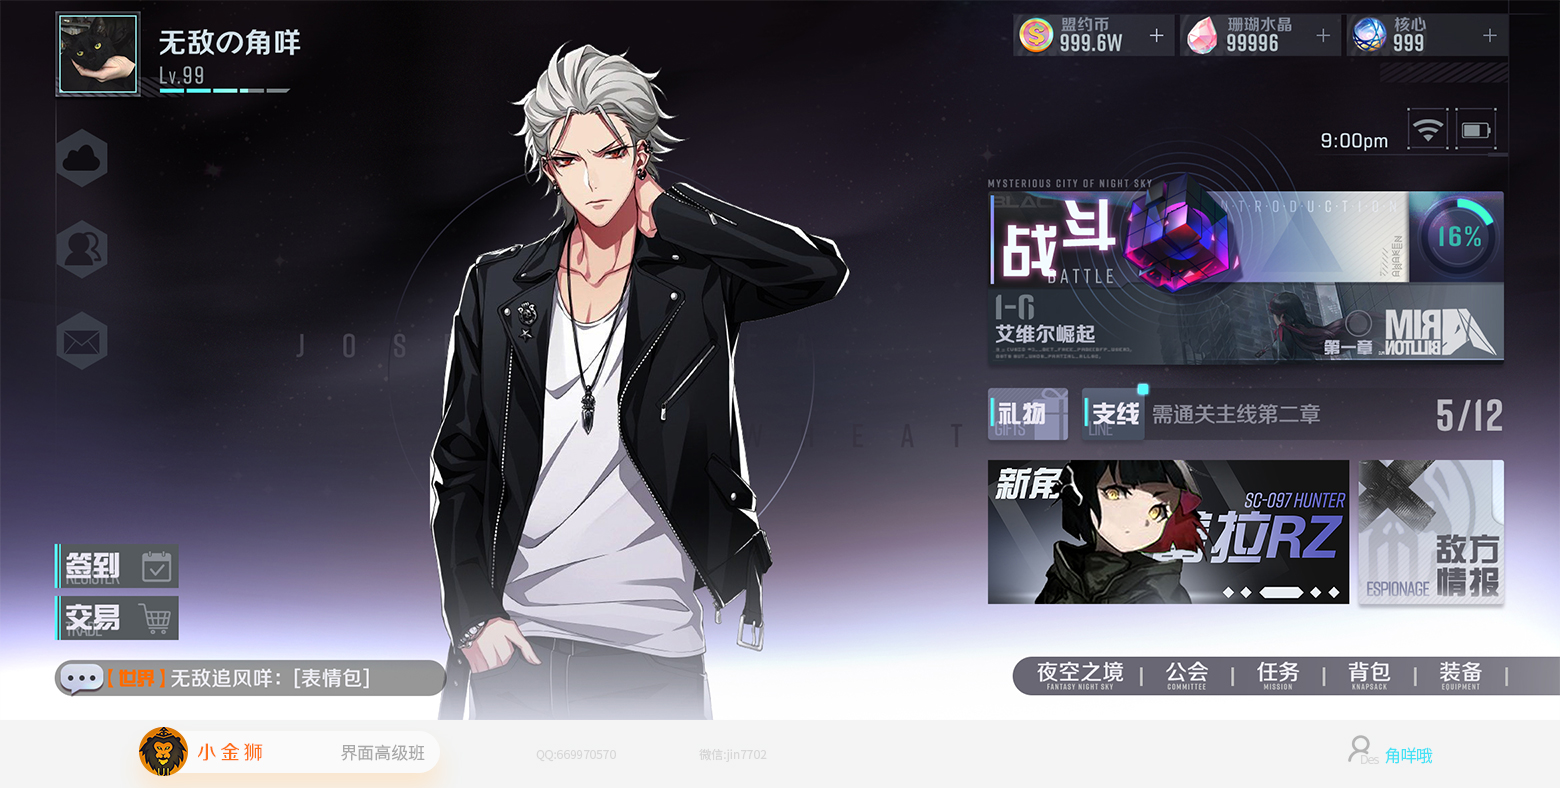 无敌の角咩
Lv.99
盟约币
999.6W
珊瑚水晶
99996
核心
999
9:00pm
MYSTERIOUS CITY OF NIGHT SKY
战斗
BATTLE
16%
1-6
艾维尔崛起
第一章
JOSE
EAT
礼物
GIFTS
支线
LINE
需通关主线第二章
5/12
新角
SC-097 HUNTER
拉RZ
敌方
情报
ESPIONAGE
签到
REGISTER
交易
TRADE
【世界】无敌追风咩：[表情包]
夜空之境
FANTASY NIGHT SKY
公会
COMMITTEE
任务
MISSION
背包
KNAPSACK
装备
EQUIPMENT
小金狮
界面高级班
QQ:669970570
微信:jin7702
Des
角咩哦